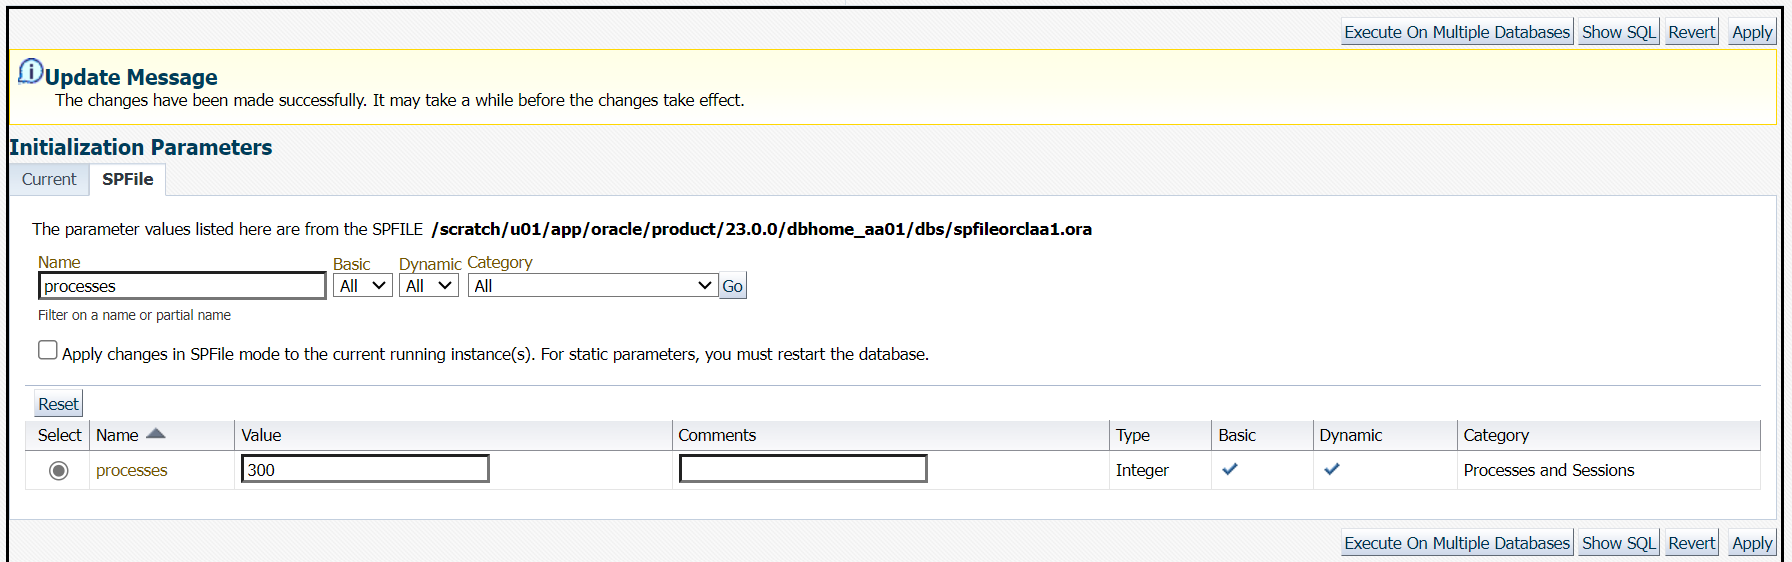 Execute On Multiple Databases Show SQL Revert Apply
Update Message
The changes have been made successfully. It may take a while before the changes take effect.
Initialization Parameters
Current SPFile
The parameter values listed here are from the SPFILE /scratch/u01/app/oracle/product/23.0.0/dbhome_aa01/dbs/spfileorclaa1.ora
Name Basic Dynamic Category
processes All All All Go
Filter on a name or partial name
Apply changes in SPFile mode to the current running instance(s). For static parameters, you must restart the database.
Reset
Select Name Value Comments Type Basic Dynamic Category
processes 300 Integer Processes and Sessions
Execute On Multiple Databases Show SQL Revert Apply